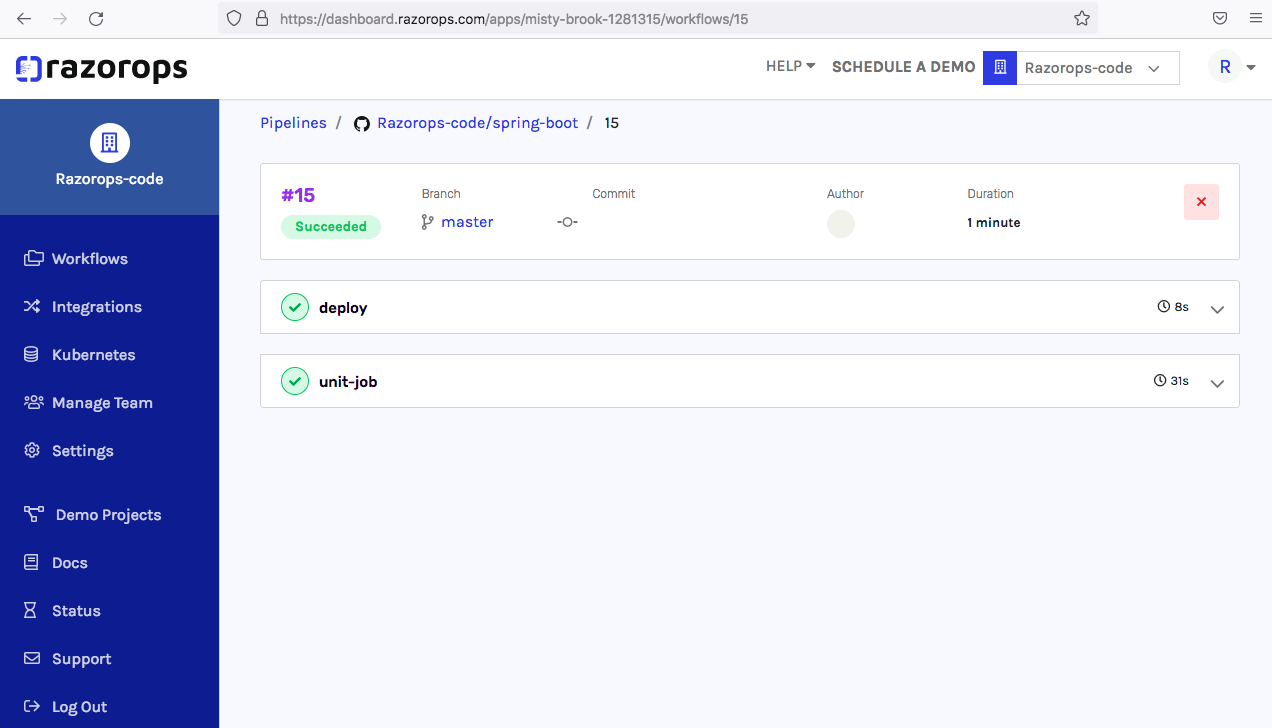 https://dashboard.razorops.com/apps/misty-brook-1281315/workflows/15
razorops
HELP
SCHEDULE A DEMO
Razorops-code
R
Razorops-code
Workflows
Integrations
Kubernetes
Manage Team
Settings
Demo Projects
Docs
Status
Support
Log Out
Pipelines / Razorops-code/spring-boot / 15
#15
Succeeded
Branch
master
Commit
Author
Duration
1 minute
deploy
8s
unit-job
31s